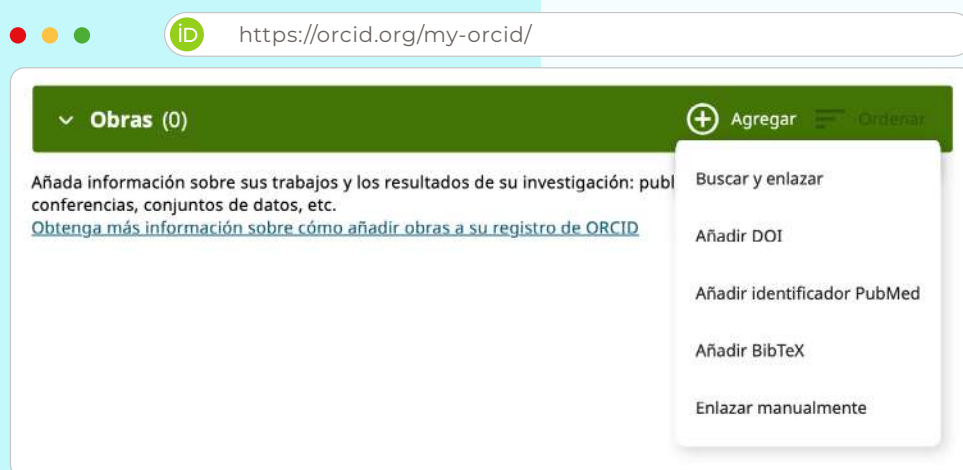 iD https://orcid.org/my-orcid/
Obras (0)
Agregar
Ordenar
Añada información sobre sus trabajos y los resultados de su investigación: publ
conferencias, conjuntos de datos, etc.
Obtenga más información sobre cómo añadir obras a su registro de ORCID
Buscar y enlazar
Añadir DOI
Añadir identificador PubMed
Añadir BibTeX
Enlazar manualmente